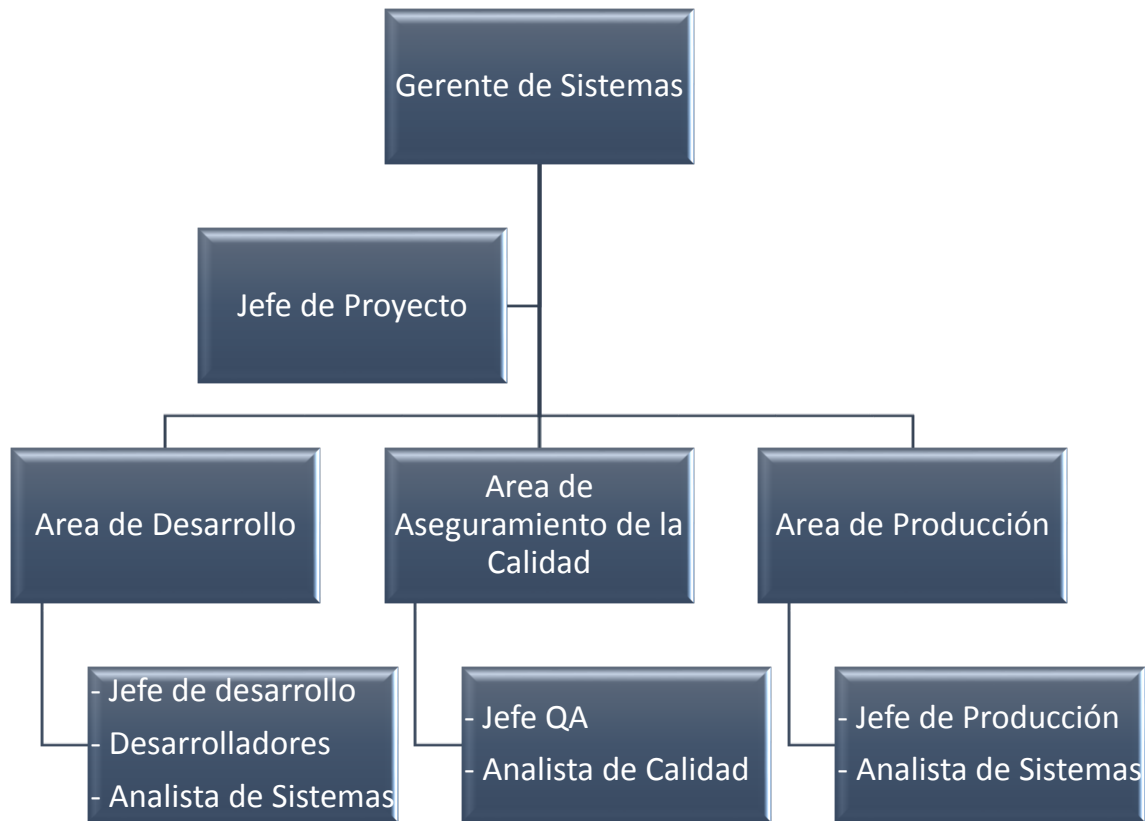 Gerente de Sistemas
Jefe de Proyecto
Area de Desarrollo
Area de
Aseguramiento de la
Calidad
Area de Producción
- Jefe de desarrollo
- Desarrolladores
- Analista de Sistemas
- Jefe QA
- Analista de Calidad
- Jefe de Producción
- Analista de Sistemas